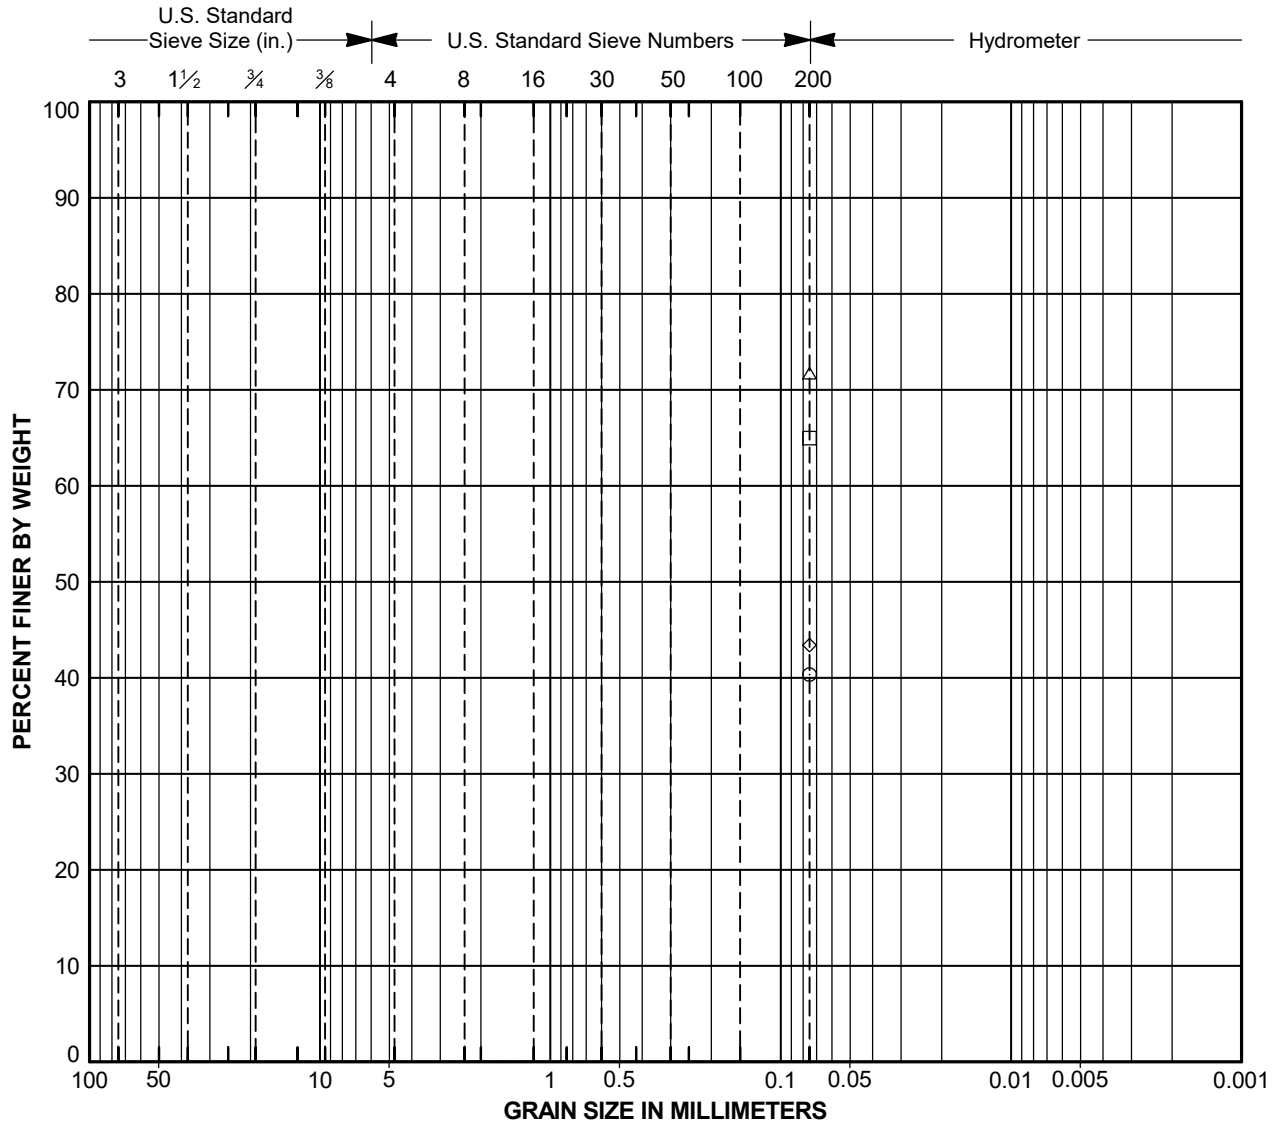 U.S. Standard
Sieve Size (in.)
U.S. Standard Sieve Numbers
Hydrometer
3 1½ ¾ ⅜ 4 8 16 30 50 100 200
100
90
80
70
60
50
40
30
20
10
0
PERCENT FINER BY WEIGHT
100 50 10 5 1 0.5 0.1 0.05 0.01 0.005 0.001
GRAIN SIZE IN MILLIMETERS